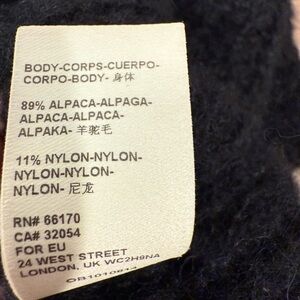 BODY-CORPS-CUERPO-
CORPO-BODY- 身体
89% ALPACA-ALPAGA-
ALPACA-ALPACA-
ALPAKA- 羊驼毛
11% NYLON-NYLON-
NYLON-NYLON-
NYLON- 尼龙
RN# 66170
CA# 32054
FOR EU
24 WEST STREET
LONDON, UK WC2H9NA